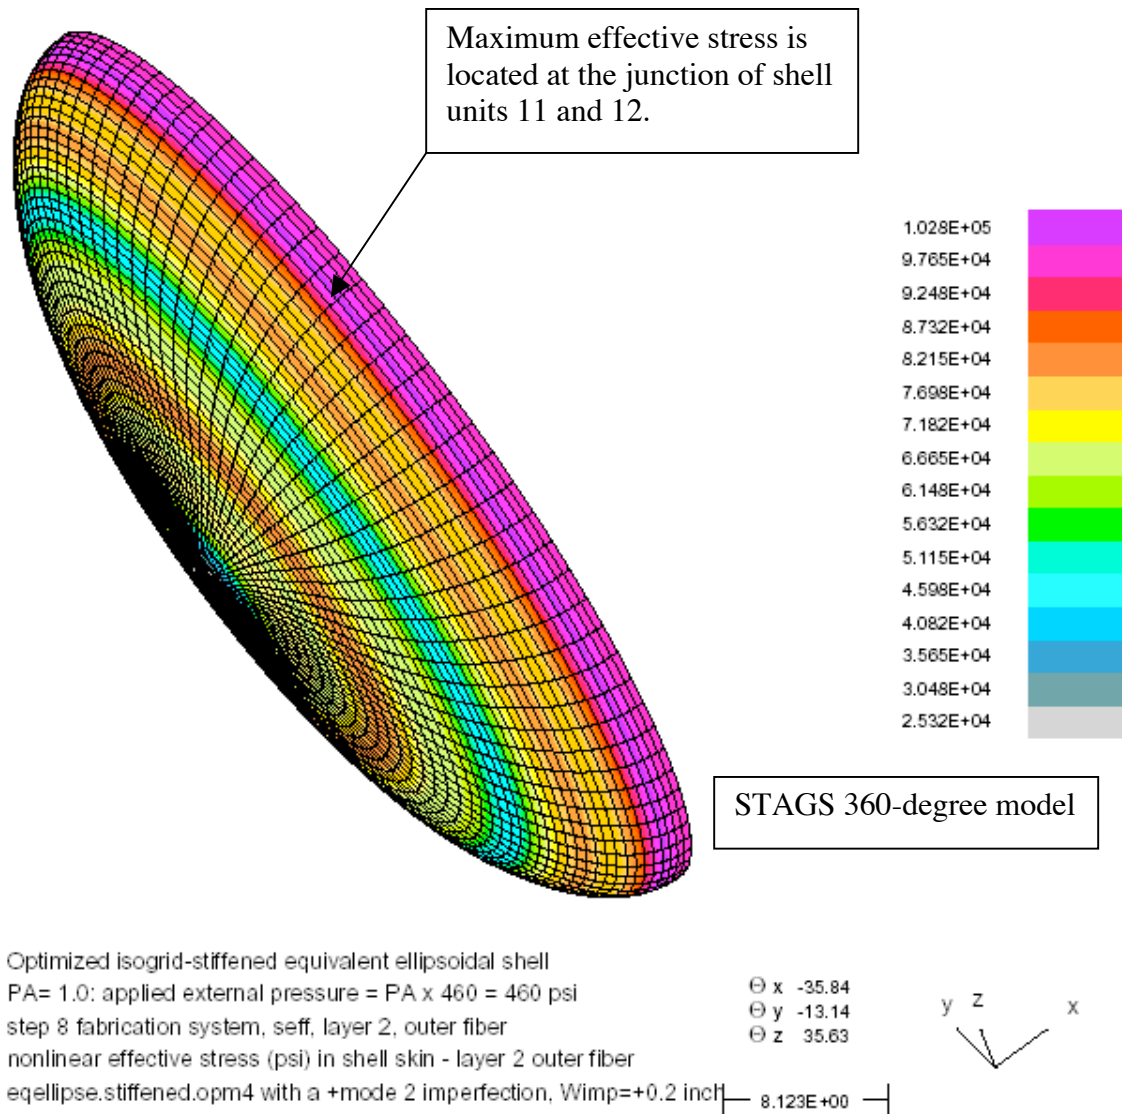 Maximum effective stress is
located at the junction of shell
units 11 and 12.
1.028E+05
9.765E+04
9.248E+04
8.732E+04
8.215E+04
7.698E+04
7.182E+04
6.665E+04
6.148E+04
5.632E+04
5.115E+04
4.598E+04
4.082E+04
3.565E+04
3.048E+04
2.532E+04
STAGS 360-degree model
Optimized isogrid-stiffened equivalent ellipsoidal shell
PA= 1.0: applied external pressure = PA x 460 = 460 psi
step 8 fabrication system, seff, layer 2, outer fiber
nonlinear effective stress (psi) in shell skin - layer 2 outer fiber
eqellipse.stiffened.opm4 with a +mode 2 imperfection, Wimp=+0.2 inch
Θ x -35.84
Θ y -13.14
Θ z 35.63
y z x
8.123E+00